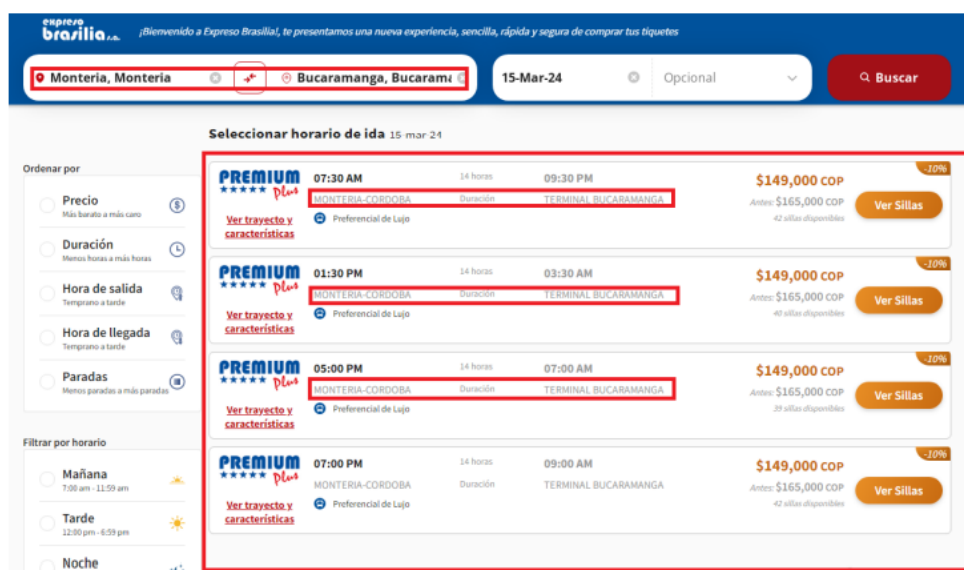 expreso
brasilia s.a.
¡Bienvenido a Expreso Brasilia!, te presentamos una nueva experiencia, sencilla, rápida y segura de comprar tus tiquetes
Monteria, Monteria
Bucaramanga, Bucarama
15-Mar-24
Opcional
Buscar
Seleccionar horario de ida 15-mar-24
Ordenar por
Precio
Más barato a más caro
Duración
Menos horas a más horas
Hora de salida
Temprano a tarde
Hora de llegada
Temprano a tarde
Paradas
Menos paradas a más paradas
Filtrar por horario
Mañana
7:00 am - 11:59 am
Tarde
12:00 pm - 6:59 pm
Noche
PREMIUM Plus
07:30 AM 14 horas 09:30 PM
MONTERIA-CORDOBA Duración TERMINAL BUCARAMANGA
Preferencial de Lujo
Ver trayecto y
características
-10%
$149,000 COP
Antes: $165,000 COP
42 sillas disponibles
Ver Sillas
PREMIUM Plus
01:30 PM 14 horas 03:30 AM
MONTERIA-CORDOBA Duración TERMINAL BUCARAMANGA
Preferencial de Lujo
Ver trayecto y
características
-10%
$149,000 COP
Antes: $165,000 COP
40 sillas disponibles
Ver Sillas
PREMIUM Plus
05:00 PM 14 horas 07:00 AM
MONTERIA-CORDOBA Duración TERMINAL BUCARAMANGA
Preferencial de Lujo
Ver trayecto y
características
-10%
$149,000 COP
Antes: $165,000 COP
39 sillas disponibles
Ver Sillas
PREMIUM Plus
07:00 PM 14 horas 09:00 AM
MONTERIA-CORDOBA Duración TERMINAL BUCARAMANGA
Preferencial de Lujo
Ver trayecto y
características
-10%
$149,000 COP
Antes: $165,000 COP
42 sillas disponibles
Ver Sillas